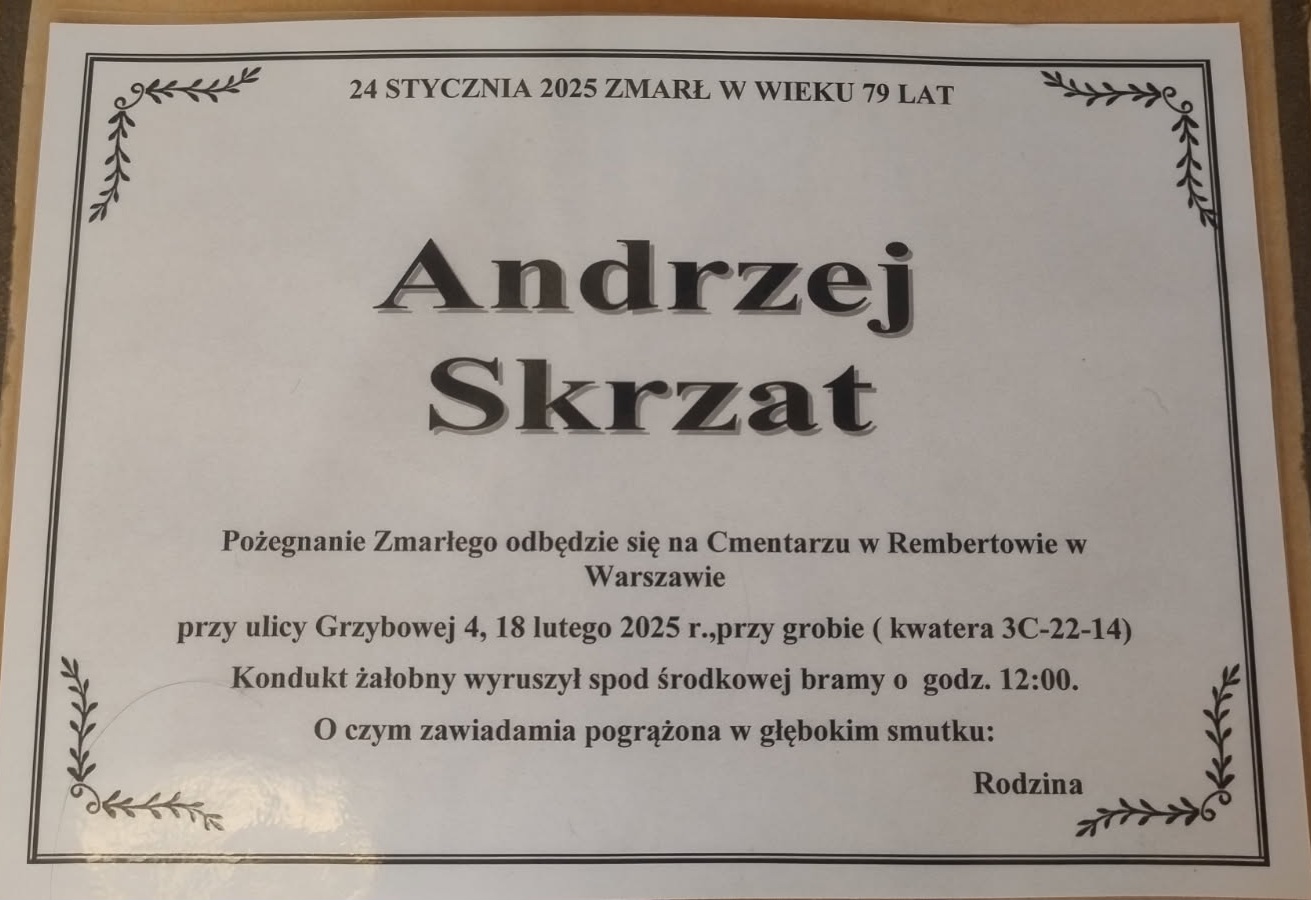 24 STYCZNIA 2025 ZMARŁ W WIEKU 79 LAT
Andrzej
Skrzat
Pożegnanie Zmarłego odbędzie się na Cmentarzu w Rembertowie w
Warszawie
przy ulicy Grzybowej 4, 18 lutego 2025 r.,przy grobie ( kwatera 3C-22-14)
Kondukt żałobny wyruszył spod środkowej bramy o godz. 12:00.
O czym zawiadamia pogrążona w głębokim smutku:
Rodzina